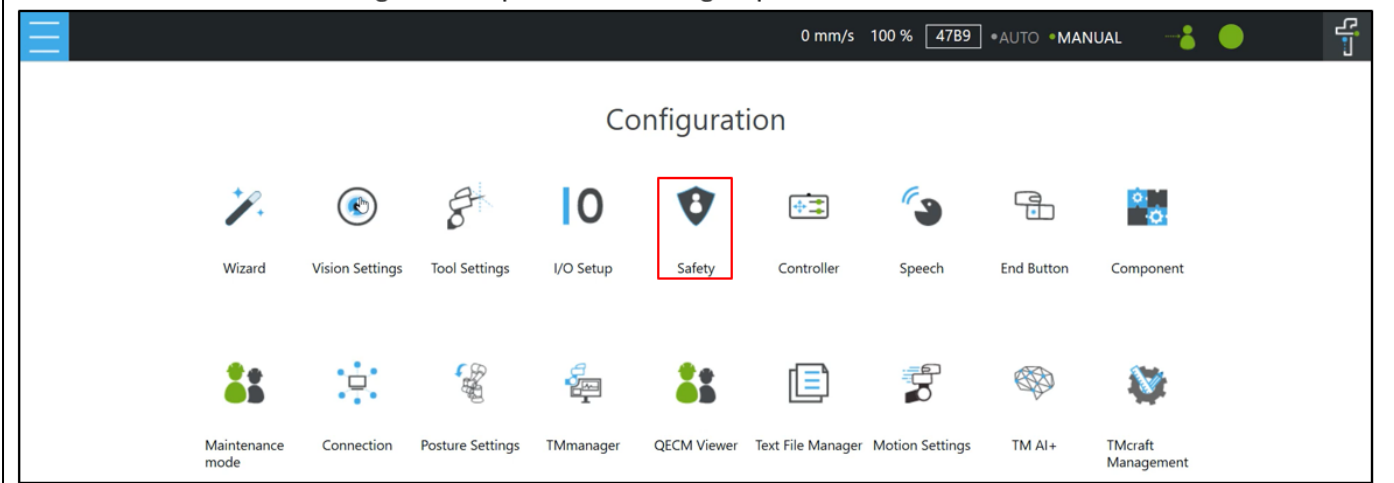 0 mm/s 100 % 47B9 •AUTO •MANUAL
Configuration
IO
Wizard Vision Settings Tool Settings I/O Setup Safety Controller Speech End Button Component
Maintenance mode Connection Posture Settings TMmanager QECM Viewer Text File Manager Motion Settings TM AI+ TMcraft Management